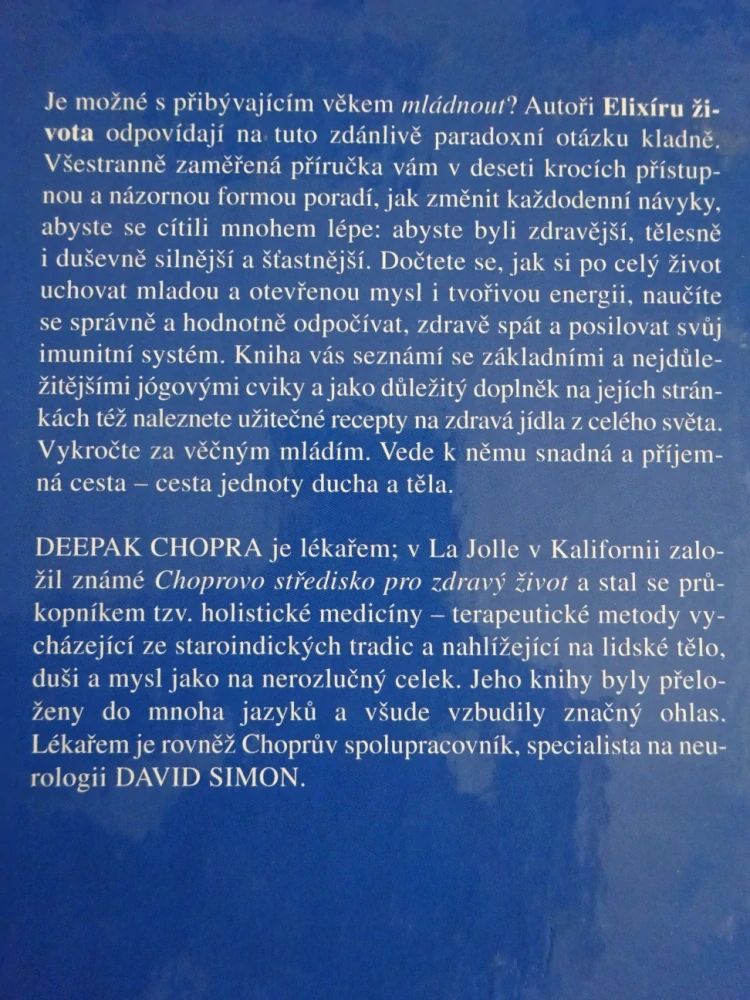 Je možné s přibývajícím věkem mládnout? Autoři Elixíru ži-
vota odpovídají na tuto zdánlivě paradoxní otázku kladně.
Všestranně zaměřená příručka vám v deseti krocích přístup-
nou a názornou formou poradí, jak změnit každodenní návyky,
abyste se cítili mnohem lépe: abyste byli zdravější, tělesně
i duševně silnější a šťastnější. Dočtete se, jak si po celý život
uchovat mladou a otevřenou mysl i tvořivou energii, naučíte
se správně a hodnotně odpočívat, zdravě spát a posilovat svůj
imunitní systém. Kniha vás seznámí se základními a nejdůle-
žitějšími jógovými cviky a jako důležitý doplněk na jejích strán-
kách též naleznete užitečné recepty na zdravá jídla z celého světa.
Vykročte za věčným mládím. Vede k němu snadná a příjem-
ná cesta – cesta jednoty ducha a těla.
DEEPAK CHOPRA je lékařem; v La Jolle v Kalifornii zalo-
žil známé Choprovo středisko pro zdravý život a stal se prů-
kopníkem tzv. holistické medicíny – terapeutické metody vy-
cházející ze staroindických tradic a nahlížející na lidské tělo,
duši a mysl jako na nerozlučný celek. Jeho knihy byly přelo-
ženy do mnoha jazyků a všude vzbudily značný ohlas.
Lékařem je rovněž Choprův spolupracovník, specialista na neu-
rologii DAVID SIMON.